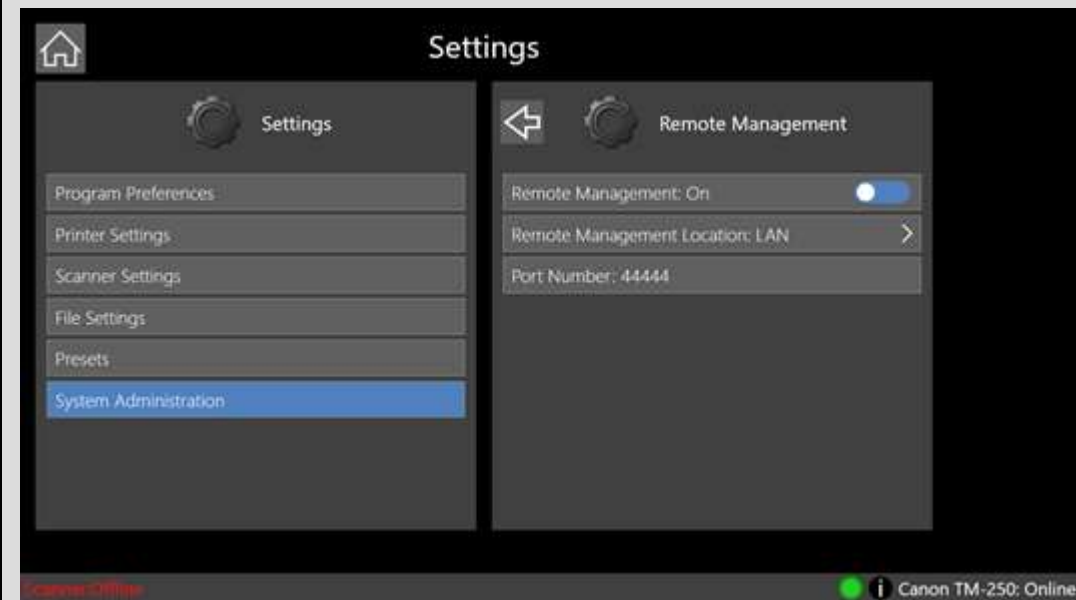 Settings
Settings
Program Preferences
Printer Settings
Scanner Settings
File Settings
Presets
System Administration
Remote Management
Remote Management: On
Remote Management Location: LAN
Port Number: 44444
Scanner:Offline
Canon TM-250: Online